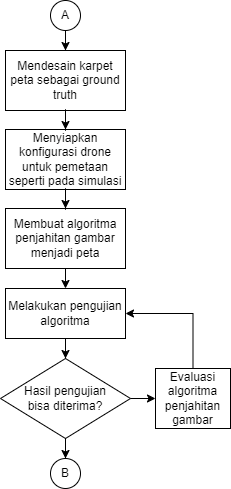 A
Mendesain karpet
peta sebagai ground
truth
Menyiapkan
konfigurasi drone
untuk pemetaan
seperti pada simulasi
Membuat algoritma
penjahitan gambar
menjadi peta
Melakukan pengujian
algoritma
Hasil pengujian
bisa diterima?
Evaluasi
algoritma
penjahitan
gambar
B